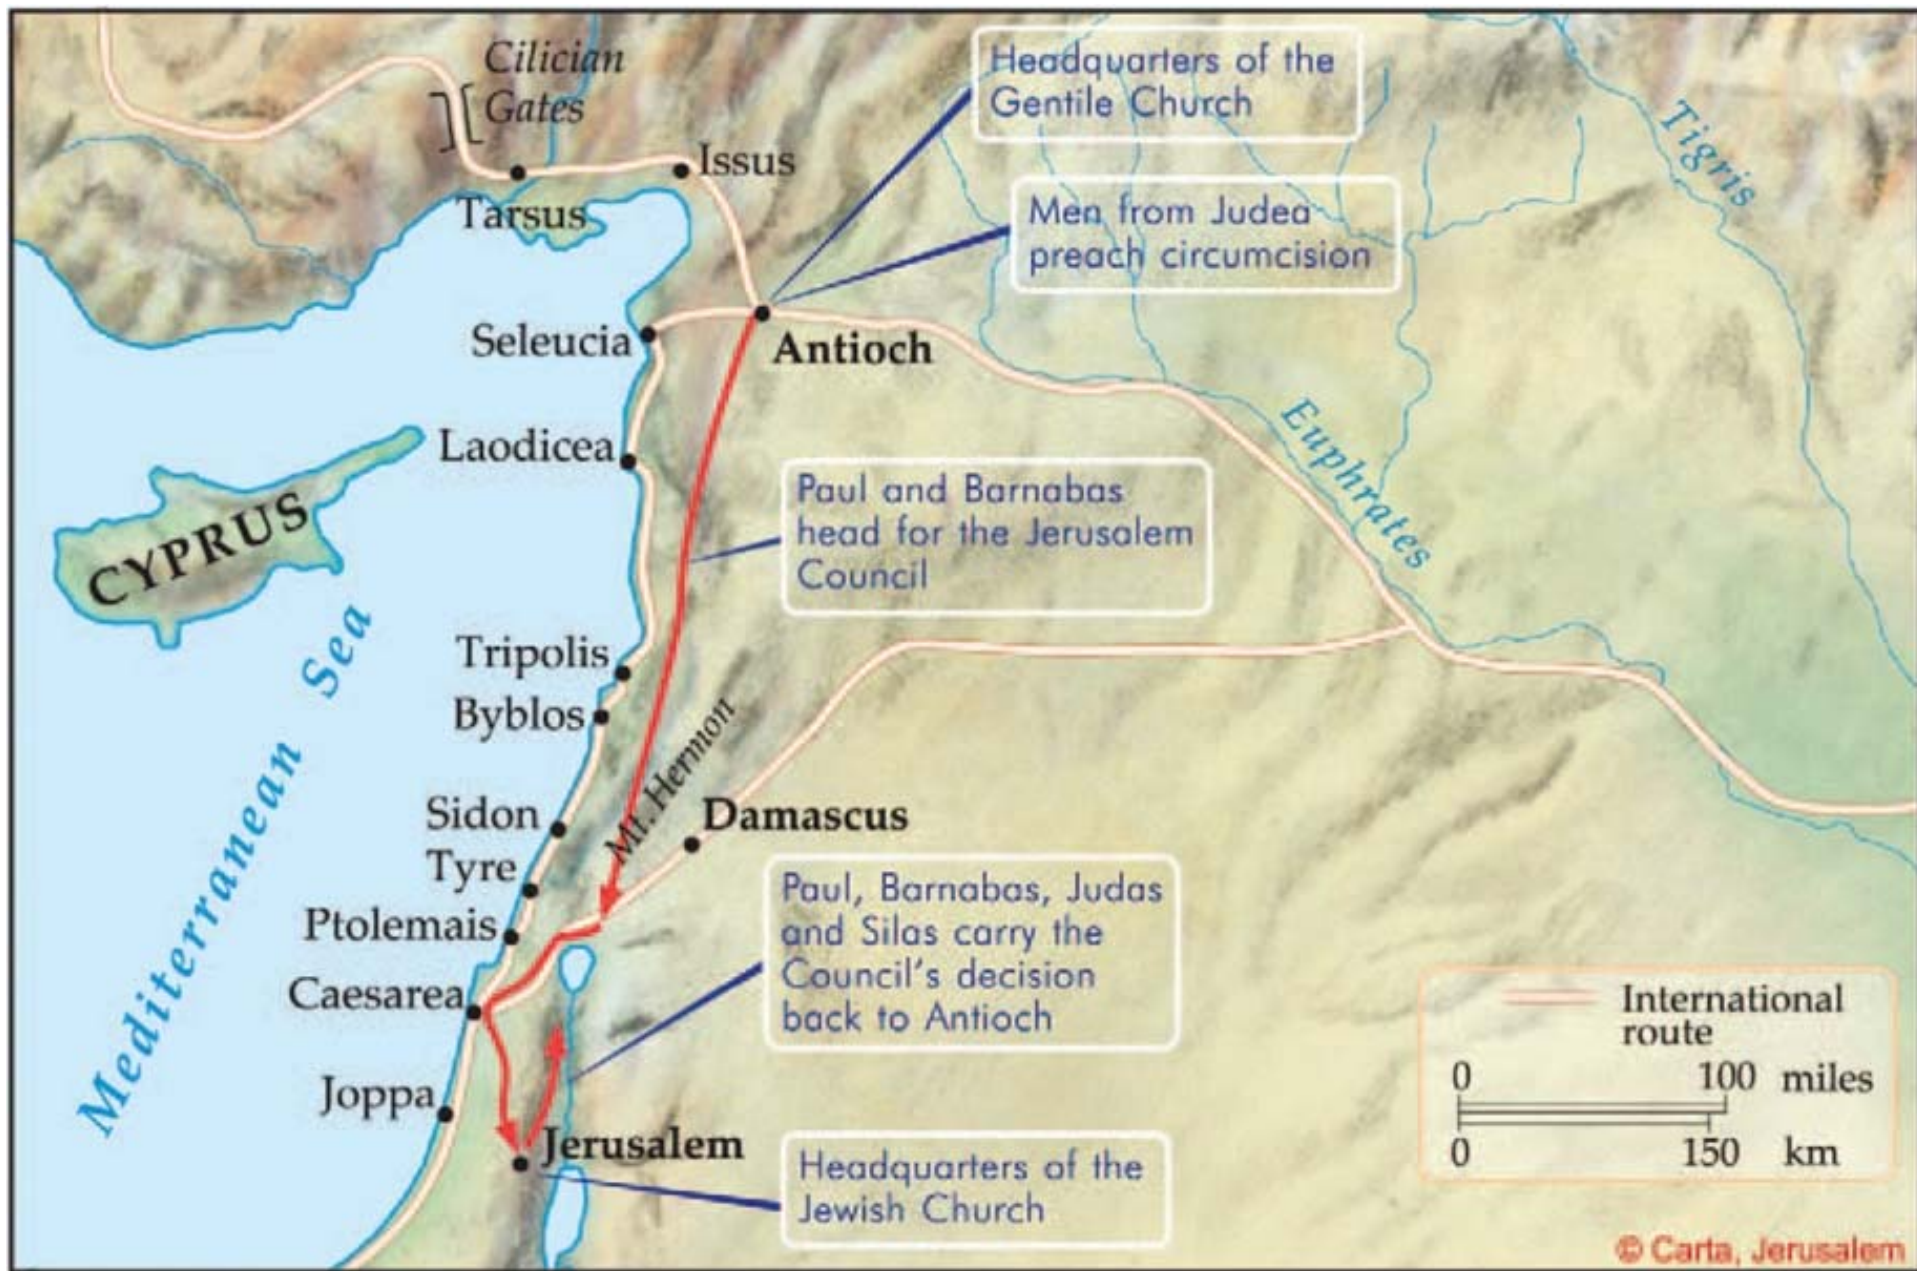 Cilician
Gates
Headquarters of the
Gentile Church
Tigris
Issus
Tarsus
Men from Judea
preach circumcision
Seleucia
Antioch
Laodicea
Euphrates
Paul and Barnabas
head for the Jerusalem
Council
CYPRUS
Mediterranean Sea
Tripolis
Byblos
Mt. Hermon
Sidon
Damascus
Tyre
Ptolemais
Paul, Barnabas, Judas
and Silas carry the
Council's decision
back to Antioch
Caesarea
International
route
0 100 miles
0 150 km
Joppa
Jerusalem
Headquarters of the
Jewish Church
© Carta, Jerusalem